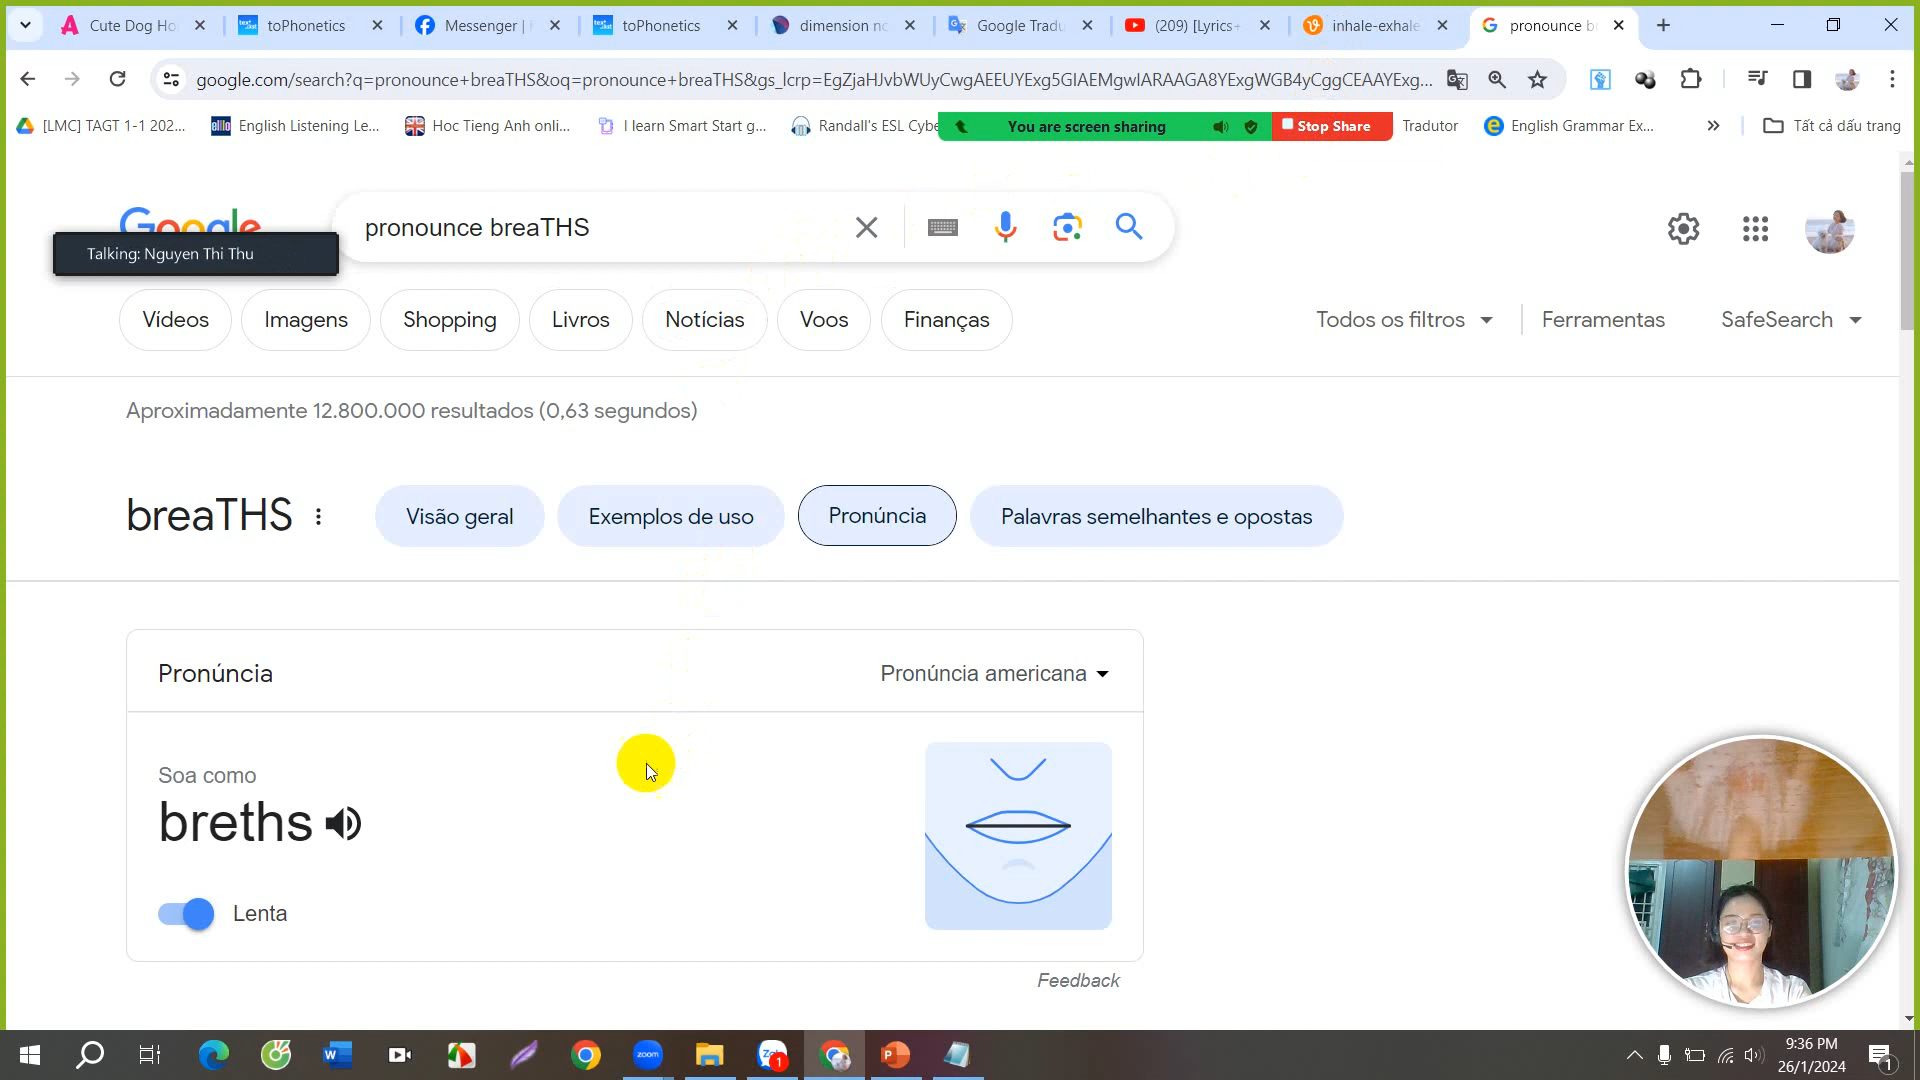 Cute Dog Ho
toPhonetics
Messenger |
toPhonetics
dimension no
Google Tradu
(209) [Lyrics+
inhale-exhale
pronounce b
google.com/search?q=pronounce+breaTHS&oq=pronounce+breaTHS&gs_lcrp=EgZjaHJvbWUyCwgAEEUYExg5GIAEMgwIARAAGA8YExgWGB4yCggCEAAYExg...
[LMC] TAGT 1-1 202...
English Listening Le...
Hoc Tieng Anh onli...
I learn Smart Start g...
Randall's ESL Cybe
You are screen sharing
Stop Share
Tradutor
English Grammar Ex...
Tất cả dấu trang
Google
pronounce breaTHS
Talking: Nguyen Thi Thu
Vídeos
Imagens
Shopping
Livros
Notícias
Voos
Finanças
Todos os filtros
Ferramentas
SafeSearch
Aproximadamente 12.800.000 resultados (0,63 segundos)
breaTHS
Visão geral
Exemplos de uso
Pronúncia
Palavras semelhantes e opostas
Pronúncia
Pronúncia americana
Soa como
breths
Lenta
Feedback
zoom
9:36 PM
26/1/2024